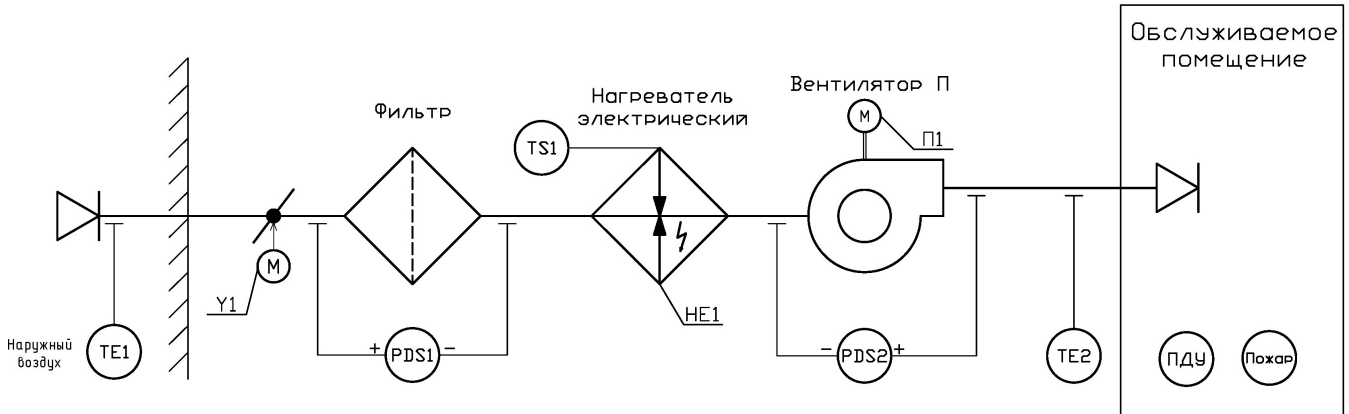 Обслуживаемое
помещение
Вентилятор П
Нагреватель
электрический
Фильтр
М
П1
TS1
М
Y1
HE1
Наружный
воздух
TE1
+
PDS1
-
-
PDS2
+
TE2
ПДУ
Пожар